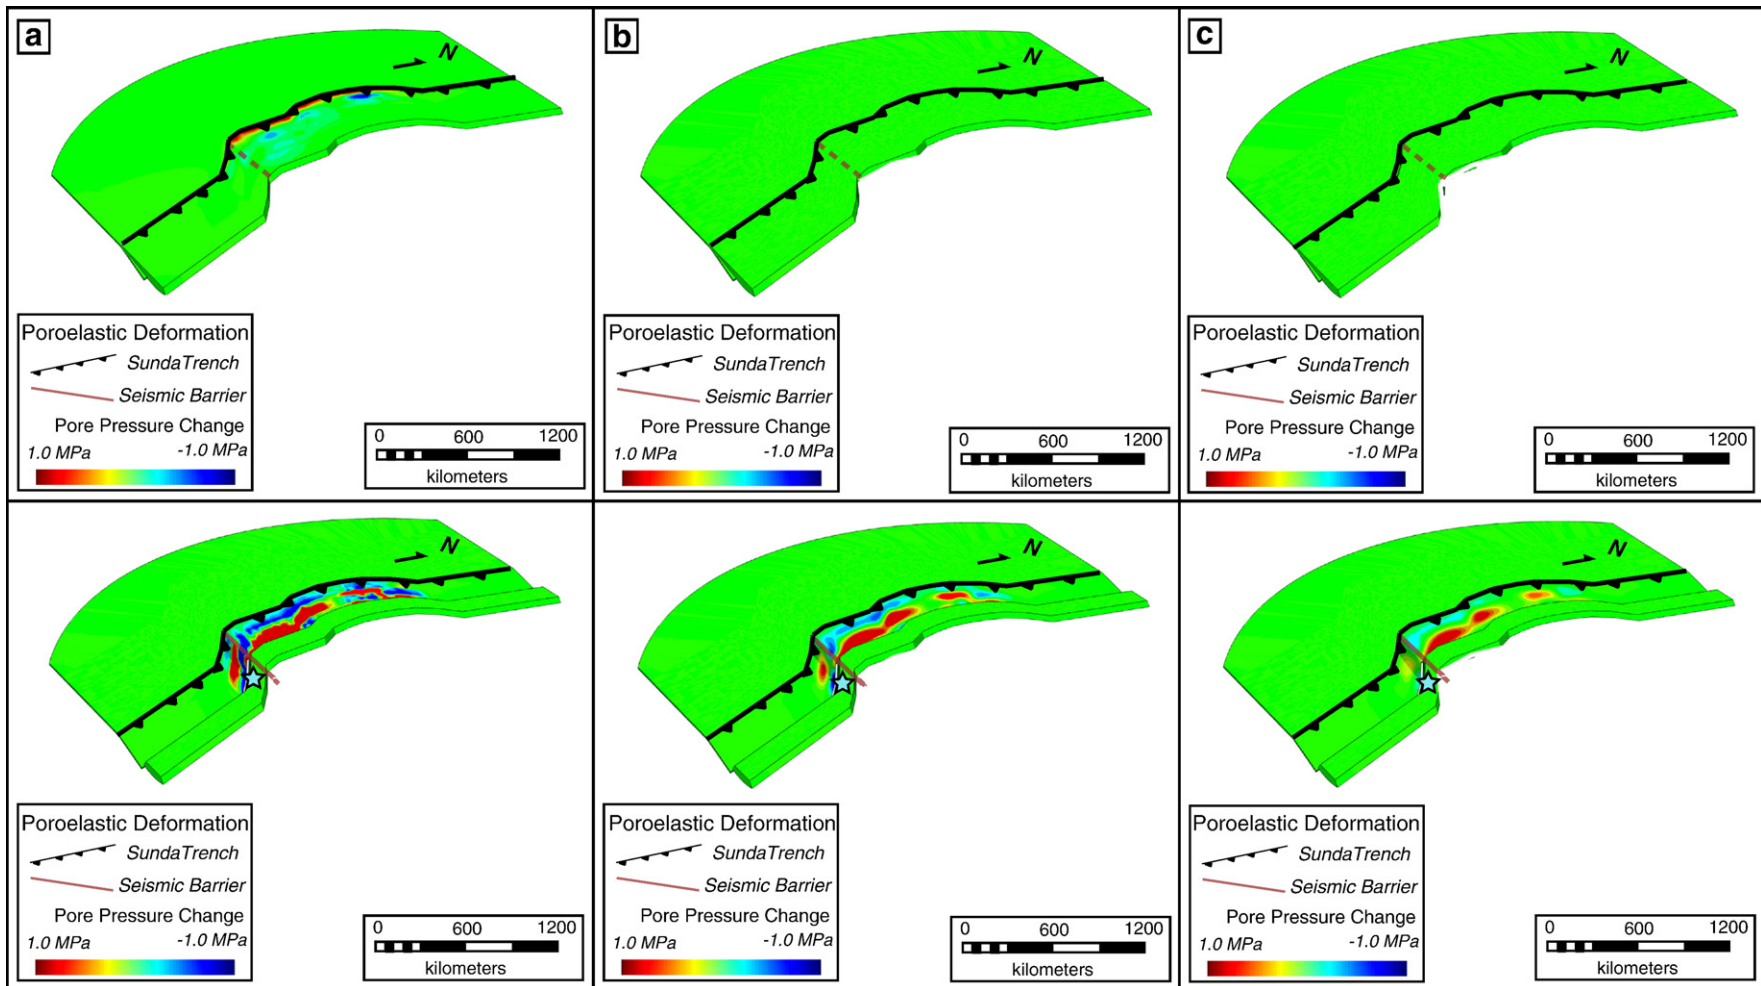 a
N
Poroelastic Deformation
SundaTrench
Seismic Barrier
Pore Pressure Change
1.0 MPa -1.0 MPa
0 600 1200
kilometers
b
N
Poroelastic Deformation
SundaTrench
Seismic Barrier
Pore Pressure Change
1.0 MPa -1.0 MPa
0 600 1200
kilometers
c
N
Poroelastic Deformation
SundaTrench
Seismic Barrier
Pore Pressure Change
1.0 MPa -1.0 MPa
0 600 1200
kilometers
N
Poroelastic Deformation
SundaTrench
Seismic Barrier
Pore Pressure Change
1.0 MPa -1.0 MPa
0 600 1200
kilometers
N
Poroelastic Deformation
SundaTrench
Seismic Barrier
Pore Pressure Change
1.0 MPa -1.0 MPa
0 600 1200
kilometers
N
Poroelastic Deformation
SundaTrench
Seismic Barrier
Pore Pressure Change
1.0 MPa -1.0 MPa
0 600 1200
kilometers